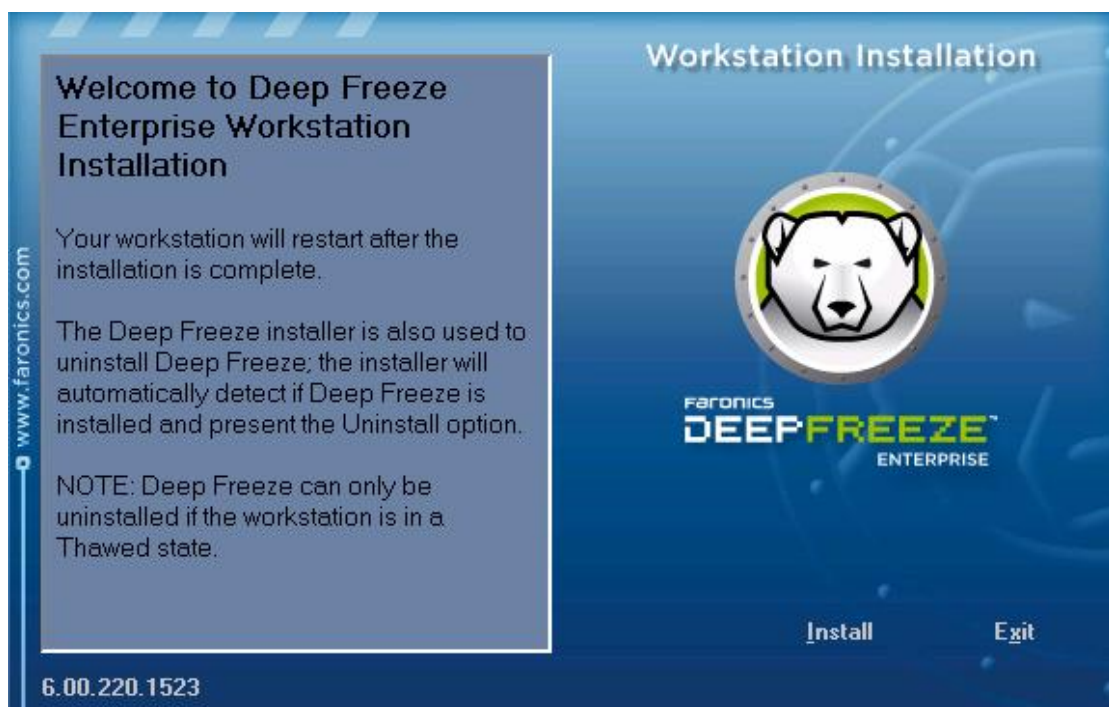 Workstation Installation
Welcome to Deep Freeze
Enterprise Workstation
Installation
Your workstation will restart after the
installation is complete.
The Deep Freeze installer is also used to
uninstall Deep Freeze; the installer will
automatically detect if Deep Freeze is
installed and present the Uninstall option.
NOTE: Deep Freeze can only be
uninstalled if the workstation is in a
Thawed state.
www.faronics.com
Faronics
DEEPFREEZE™
ENTERPRISE
Install Exit
6.00.220.1523